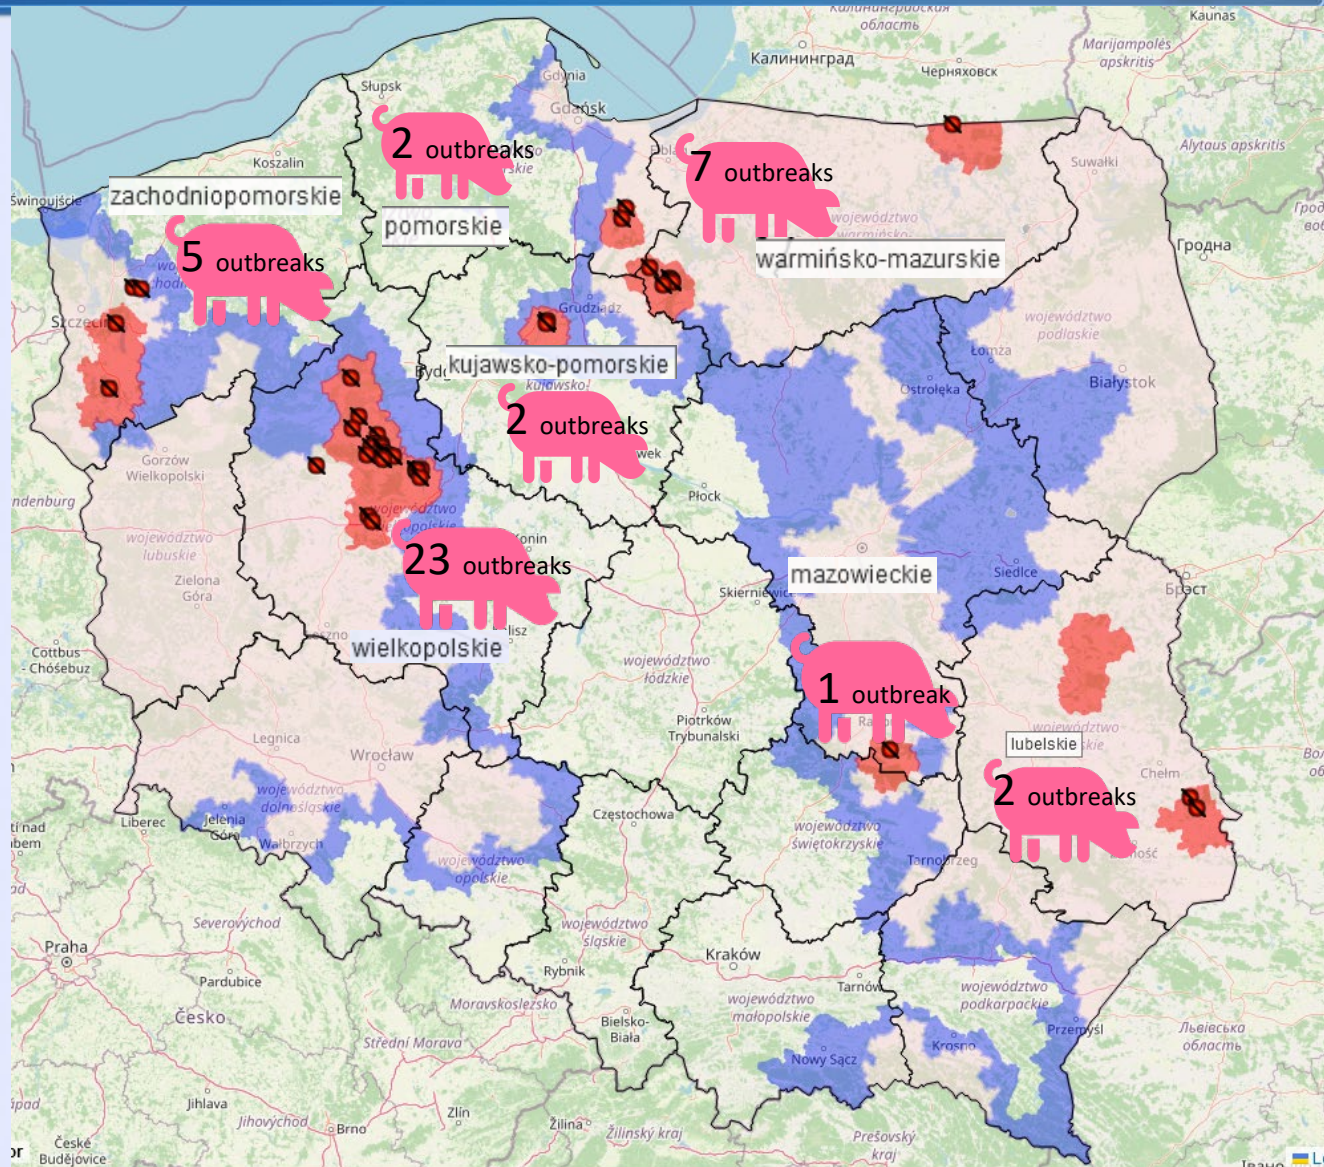 Калининградская
область
Kaunas
Marijampolės
apskritis
Калининград
Черняховск
Alytaus apskritis
Гродна
Słupsk
Gdynia
Gdańsk
Koszalin
Suwałki
2 outbreaks
7 outbreaks
Świnoujście
zachodniopomorskie
pomorskie
województwo
warmińsko-
warmińsko-mazurskie
5 outbreaks
Grudziądz
województwo
podlaskie
kujawsko-pomorskie
kujawsko-
Łomża
Białystok
Ostrołęka
2 outbreaks
Gorzów
Wielkopolski
Płock
województwo
lubuskie
województwo
Zielona
Góra
23 outbreaks
mazowieckie
Siedlce
Брэст
Skierniewice
wielkopolskie
Cottbus
- Chóśebuz
województwo
łódzkie
1 outbreak
Piotrków
Trybunalski
Legnica
Wrocław
województwo
lubelskie
Chełm
2 outbreaks
województwo
dolnośląskie
Jelenia
Góra
Liberec
Wałbrzych
Częstochowa
województwo
świętokrzyskie
województwo
opolskie
Tarnobrzeg
Severovýchod
województwo
śląskie
Praha
Pardubice
Kraków
Rybnik
Tarnów
województwo
podkarpackie
Moravskoslezsko
województwo
małopolskie
Česko
Střední Morava
Bielsko-
Biała
Przemyśl
Львівська
область
Krosno
Nowy Sącz
Jihlava
Jihovýchod
Brno
Zlín
Žilina
Žilinský kraj
Prešovský
kraj
České
Budějovice